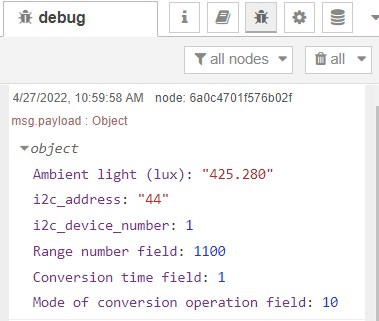 debug
i
all nodes
all
4/27/2022, 10:59:58 AM node: 6a0c4701f576b02f
msg.payload : Object
object
Ambient light (lux): "425.280"
i2c_address: "44"
i2c_device_number: 1
Range number field: 1100
Conversion time field: 1
Mode of conversion operation field: 10